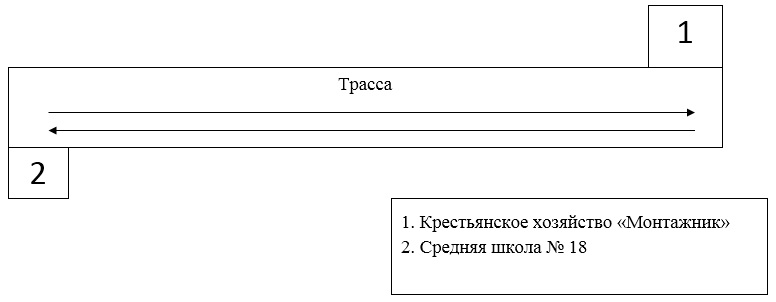 1
Трасса
2
1. Крестьянское хозяйство «Монтажник»
2. Средняя школа № 18